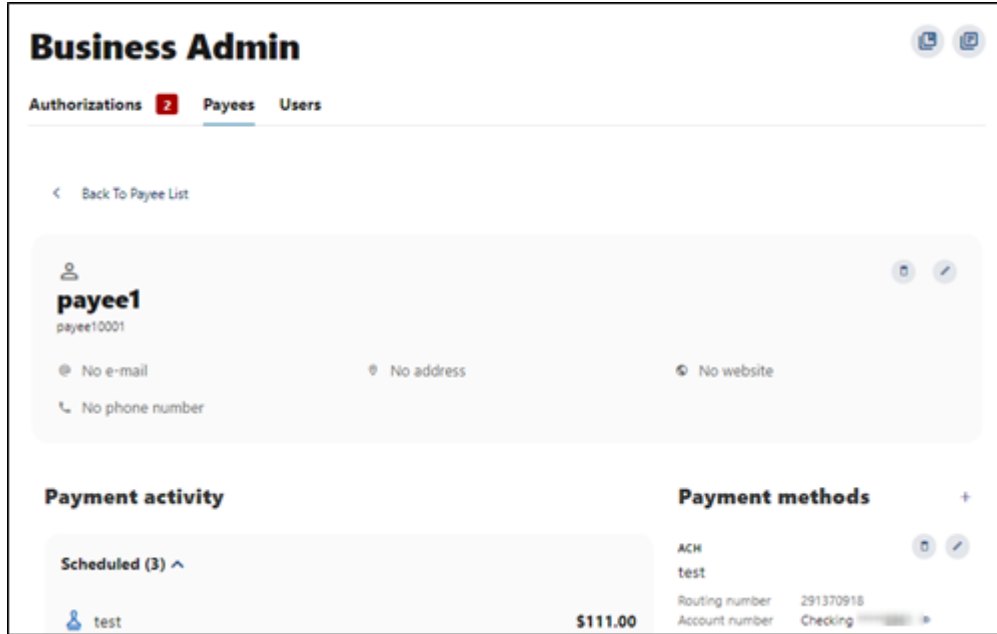 Business Admin
Authorizations 2 Payees Users
Back To Payee List
payee1
payee10001
No e-mail No address No website
No phone number
Payment activity
Scheduled (3)
test $111.00
Payment methods
ACH
test
Routing number 291370918
Account number Checking